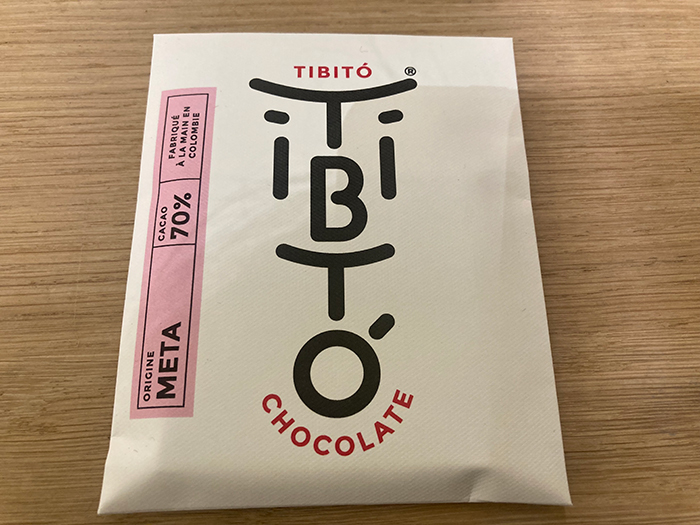 TIBITÓ ®
TiBiTÓ
CHOCOLATE
ORIGINE
META
CACAO
70%
FABRIQUÉ
À LA MAIN EN
COLOMBIE